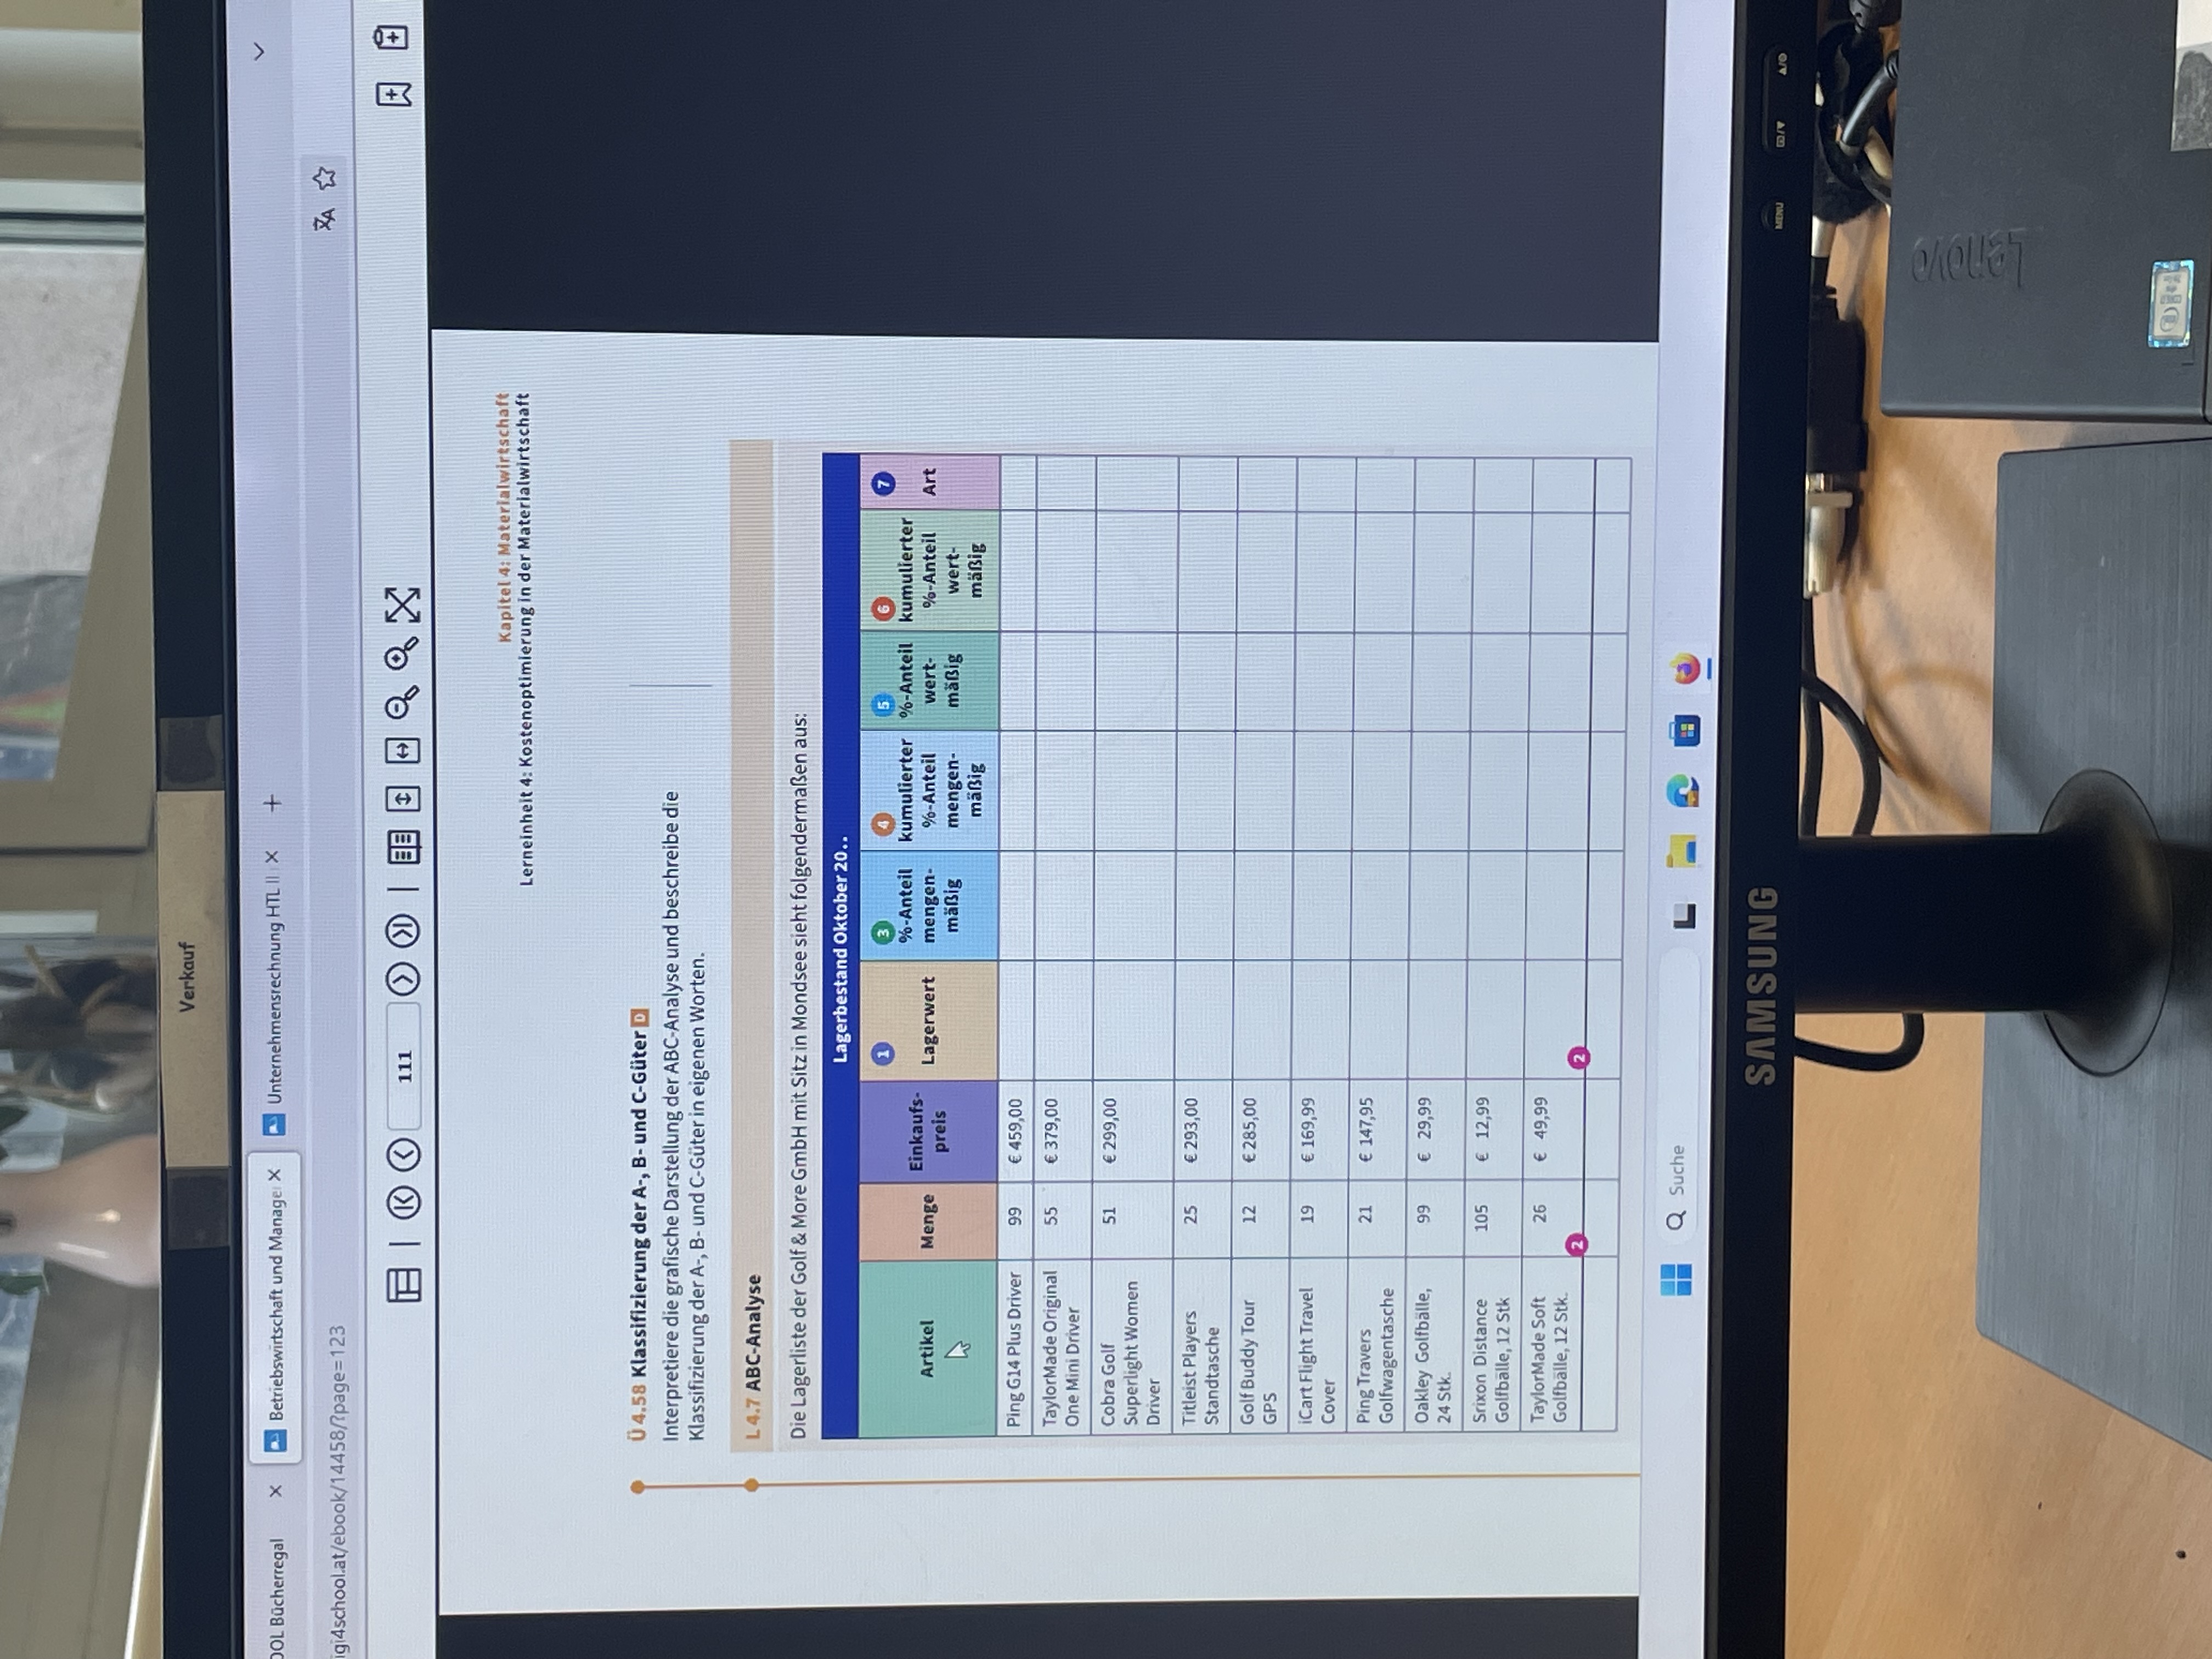 Verkauf
OOL Bücherregal
Betriebswirtschaft und Manage
Unternehmensrechnung HTL II
igi4school.at/ebook/14458/?page=123
111
Kapitel 4: Materialwirtschaft
Lerneinheit 4: Kostenoptimierung in der Materialwirtschaft
Ü 4.58 Klassifizierung der A-, B- und C-Güter D
Interpretiere die grafische Darstellung der ABC-Analyse und beschreibe die
Klassifizierung der A-, B- und C-Güter in eigenen Worten.
L 4.7 ABC-Analyse
Die Lagerliste der Golf & More GmbH mit Sitz in Mondsee sieht folgendermaßen aus:
Lagerbestand Oktober 20..
Artikel
Menge
Einkaufs-
preis
1
Lagerwert
3
%-Anteil
mengen-
mäßig
4
kumulierter
%-Anteil
mengen-
mäßig
5
%-Anteil
wert-
mäßig
6
kumulierter
%-Anteil
wert-
mäßig
7
Art
Ping G14 Plus Driver 99 € 459,00
TaylorMade Original 55 € 379,00
One Mini Driver
Cobra Golf 51 € 299,00
Superlight Women
Driver
Titleist Players 25 € 293,00
Standtasche
Golf Buddy Tour 12 € 285,00
GPS
iCart Flight Travel 19 € 169,99
Cover
Ping Travers 21 € 147,95
Golfwagentasche
Oakley Golfbälle, 99 € 29,99
24 Stk.
Srixon Distance 105 € 12,99
Golfbälle, 12 Stk
TaylorMade Soft 26 € 49,99
Golfbälle, 12 Stk.
2 2
Suche
SAMSUNG
MENU
Lenovo